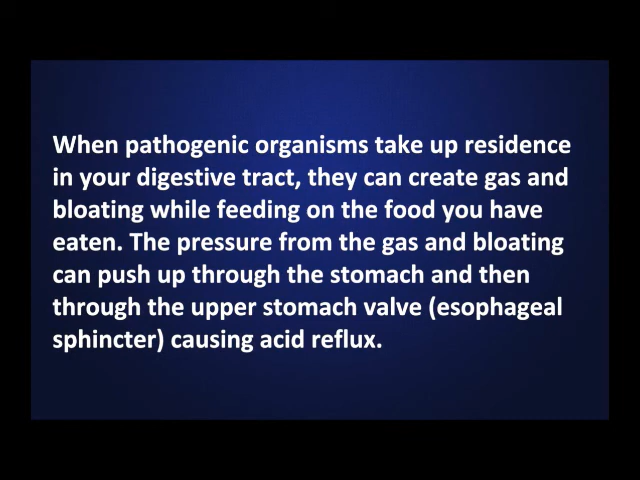 When pathogenic organisms take up residence
in your digestive tract, they can create gas and
bloating while feeding on the food you have
eaten. The pressure from the gas and bloating
can push up through the stomach and then
through the upper stomach valve (esophageal
sphincter) causing acid reflux.